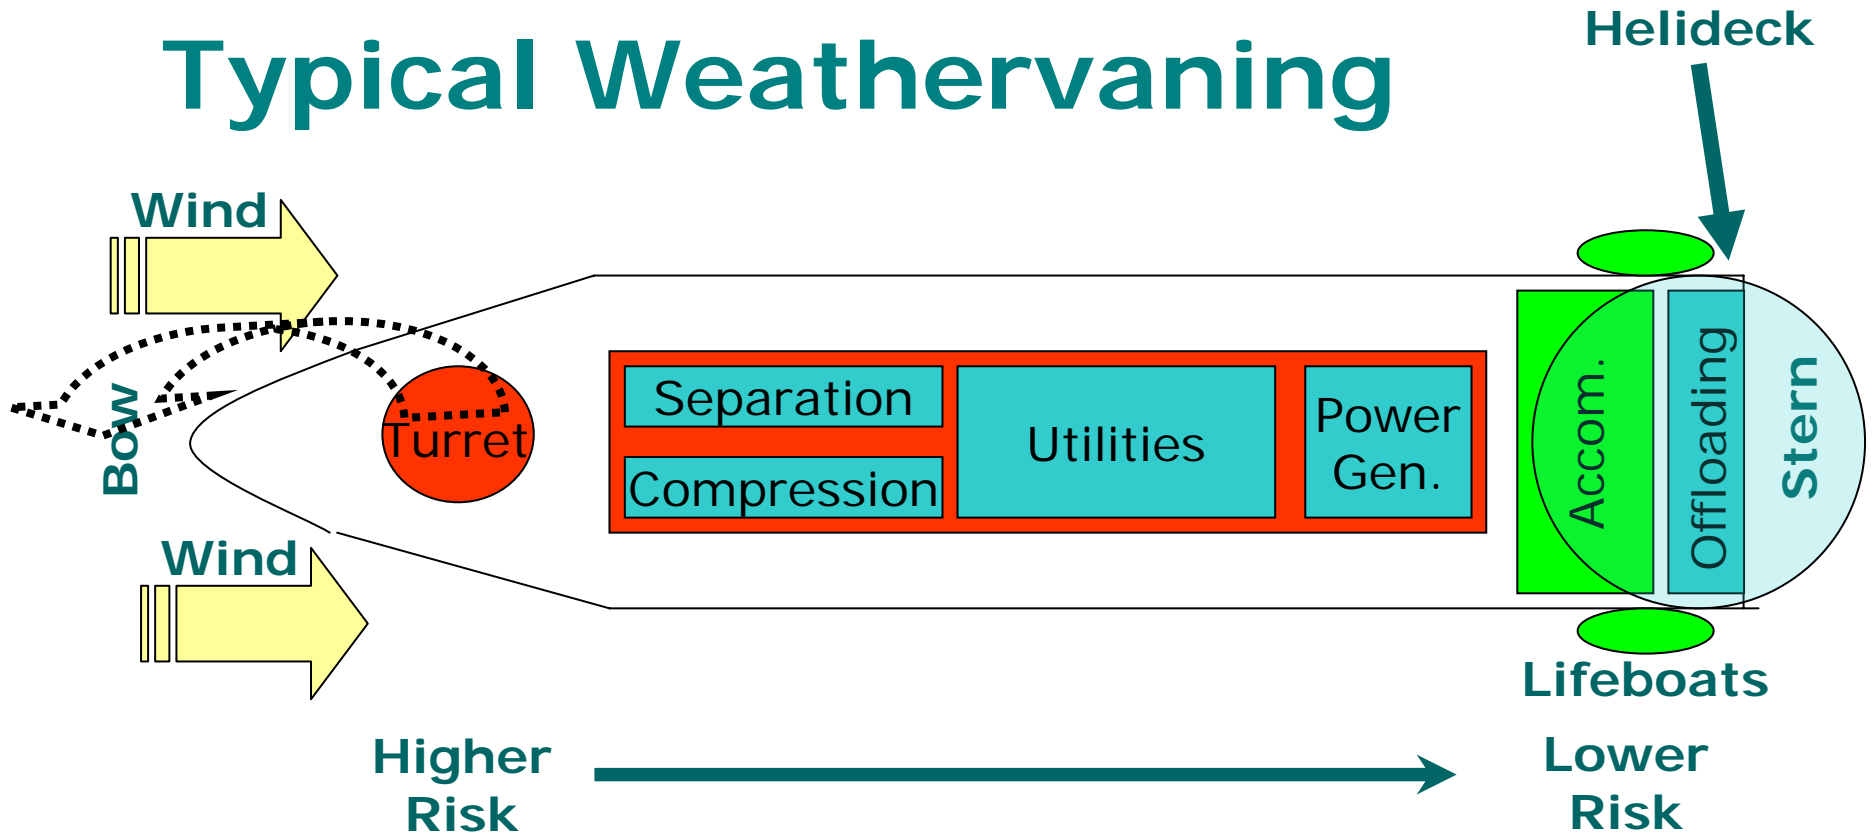 Helideck
Typical Weathervaning
Wind
Bow
Turret
Separation
Compression
Utilities
Power
Gen.
Accom.
Offloading
Stern
Wind
Lifeboats
Higher
Risk
Lower
Risk